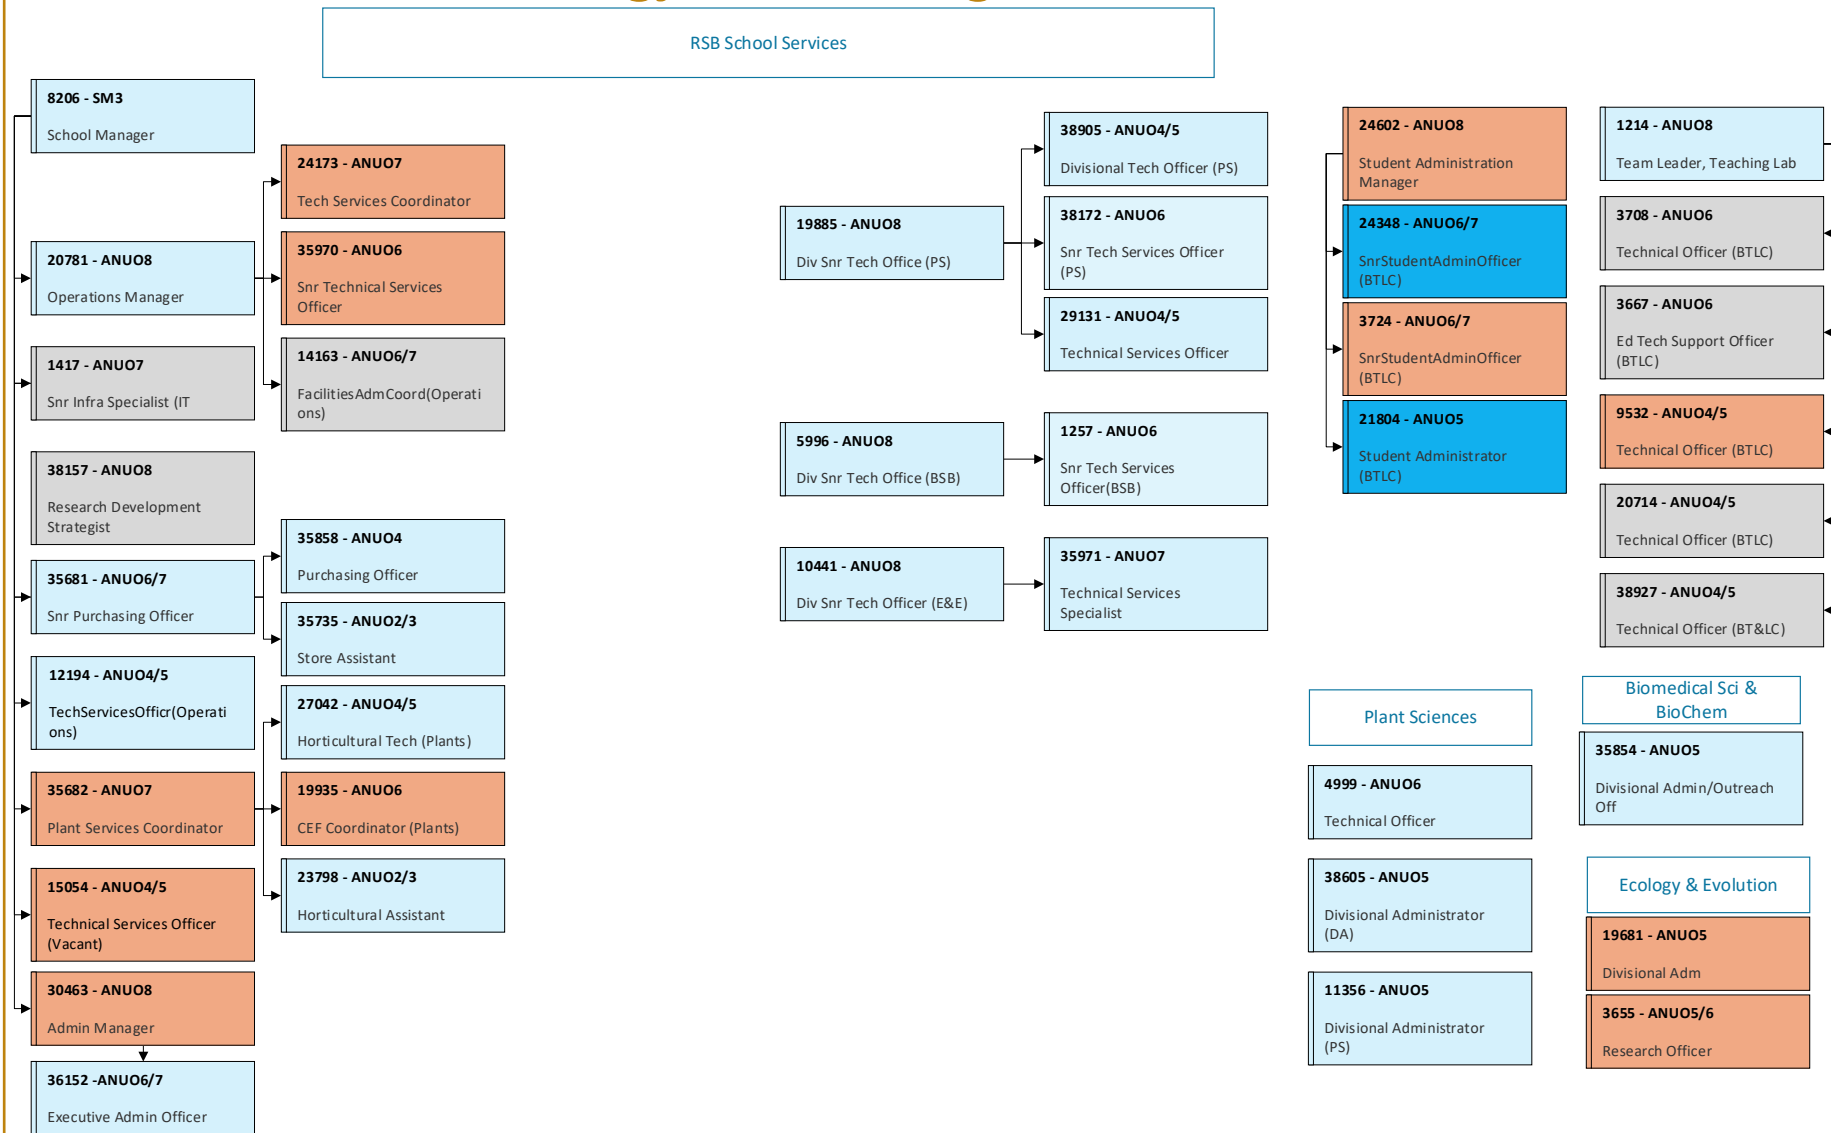 RSB School Services
8206 - SM3
School Manager
20781 - ANUO8
Operations Manager
1417 - ANUO7
Snr Infra Specialist (IT
38157 - ANUO8
Research Development
Strategist
35681 - ANUO6/7
Snr Purchasing Officer
12194 - ANUO4/5
TechServicesOfficr(Operati
ons)
35682 - ANUO7
Plant Services Coordinator
15054 - ANUO4/5
Technical Services Officer
(Vacant)
30463 - ANUO8
Admin Manager
36152 -ANUO6/7
Executive Admin Officer
24173 - ANUO7
Tech Services Coordinator
35970 - ANUO6
Snr Technical Services
Officer
14163 - ANUO6/7
FacilitiesAdmCoord(Operati
ons)
35858 - ANUO4
Purchasing Officer
35735 - ANUO2/3
Store Assistant
27042 - ANUO4/5
Horticultural Tech (Plants)
19935 - ANUO6
CEF Coordinator (Plants)
23798 - ANUO2/3
Horticultural Assistant
19885 - ANUO8
Div Snr Tech Office (PS)
5996 - ANUO8
Div Snr Tech Office (BSB)
10441 - ANUO8
Div Snr Tech Officer (E&E)
38905 - ANUO4/5
Divisional Tech Officer (PS)
38172 - ANUO6
Snr Tech Services Officer
(PS)
29131 - ANUO4/5
Technical Services Officer
1257 - ANUO6
Snr Tech Services
Officer(BSB)
35971 - ANUO7
Technical Services
Specialist
24602 - ANUO8
Student Administration
Manager
24348 - ANUO6/7
SnrStudentAdminOfficer
(BTLC)
3724 - ANUO6/7
SnrStudentAdminOfficer
(BTLC)
21804 - ANUO5
Student Administrator
(BTLC)
1214 - ANUO8
Team Leader, Teaching Lab
3708 - ANUO6
Technical Officer (BTLC)
3667 - ANUO6
Ed Tech Support Officer
(BTLC)
9532 - ANUO4/5
Technical Officer (BTLC)
20714 - ANUO4/5
Technical Officer (BTLC)
38927 - ANUO4/5
Technical Officer (BT&LC)
Plant Sciences
4999 - ANUO6
Technical Officer
38605 - ANUO5
Divisional Administrator
(DA)
11356 - ANUO5
Divisional Administrator
(PS)
Biomedical Sci &
BioChem
35854 - ANUO5
Divisional Admin/Outreach
Off
Ecology & Evolution
19681 - ANUO5
Divisional Adm
3655 - ANUO5/6
Research Officer